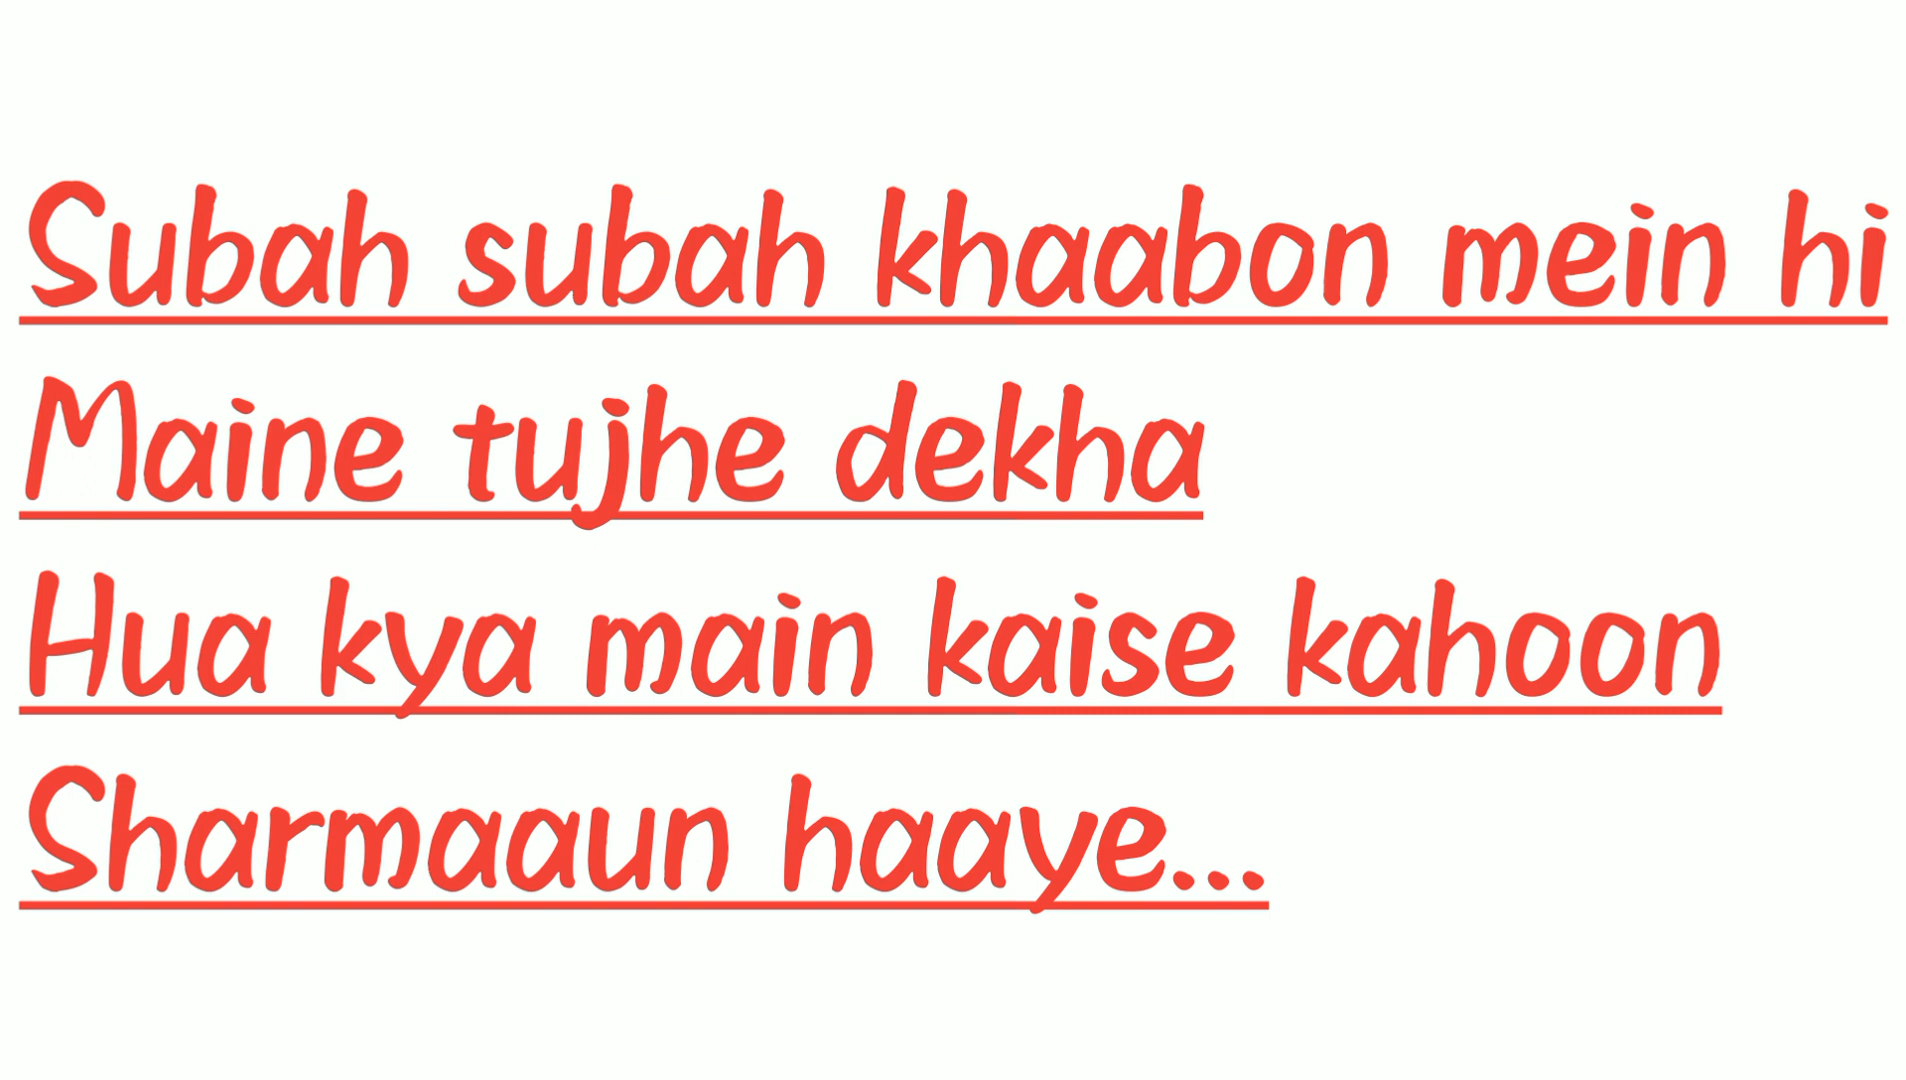 Subah subah khaabon mein hi
Maine tujhe dekha
Hua kya main kaise kahoon
Sharmaaun haaye...